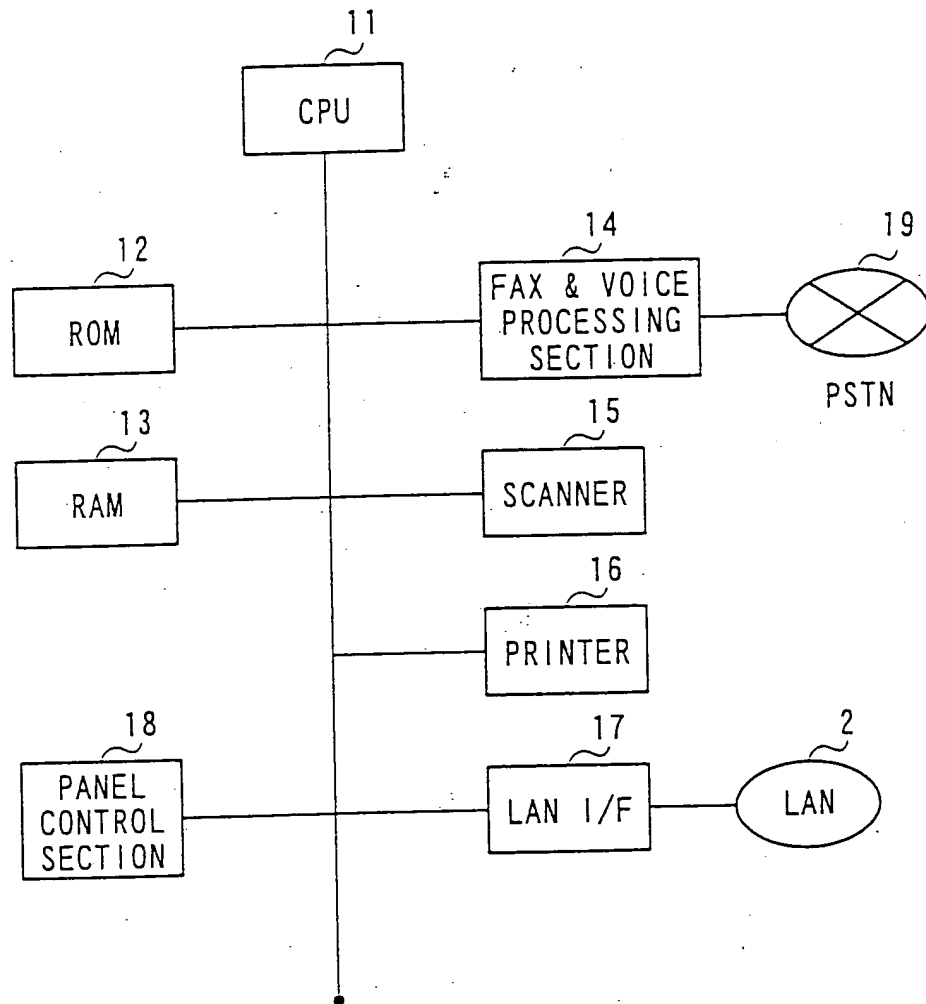 11
CPU
12
ROM
14
FAX & VOICE
PROCESSING
SECTION
19
PSTN
13
RAM
15
SCANNER
16
PRINTER
18
PANEL
CONTROL
SECTION
17
LAN I/F
2
LAN